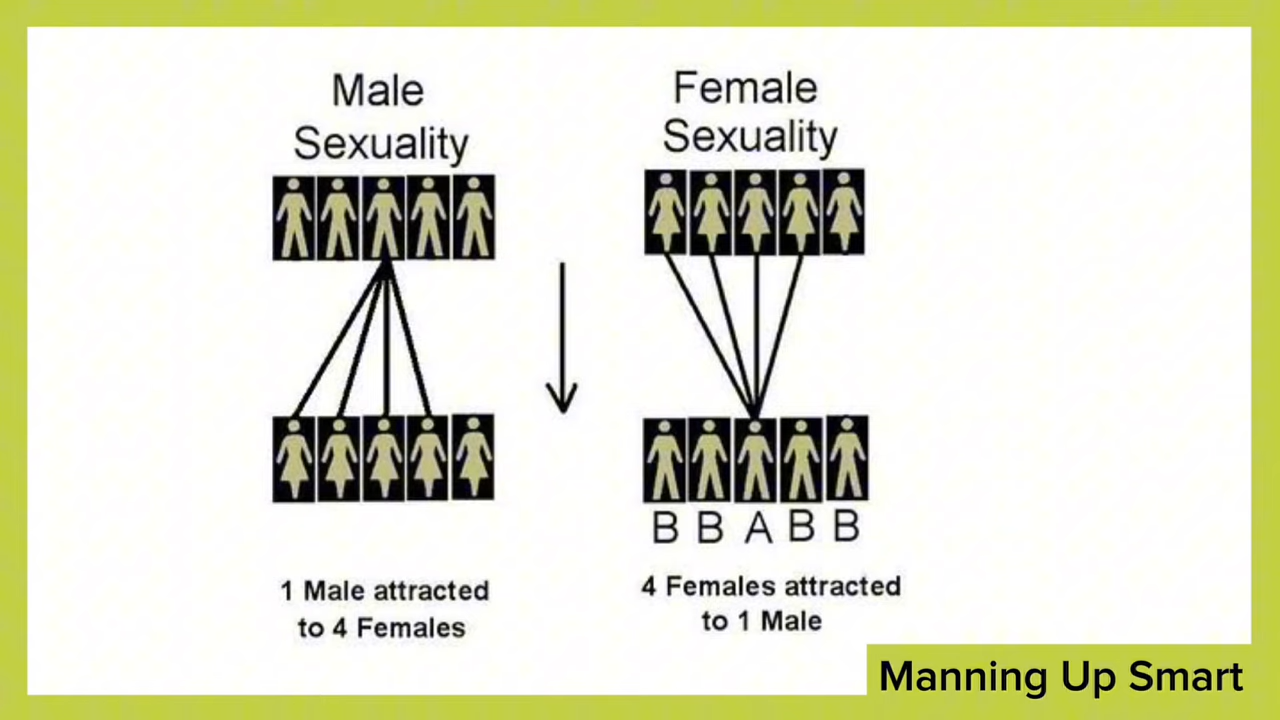 Male
Sexuality
Female
Sexuality
B B A B B
1 Male attracted
to 4 Females
4 Females attracted
to 1 Male
Manning Up Smart